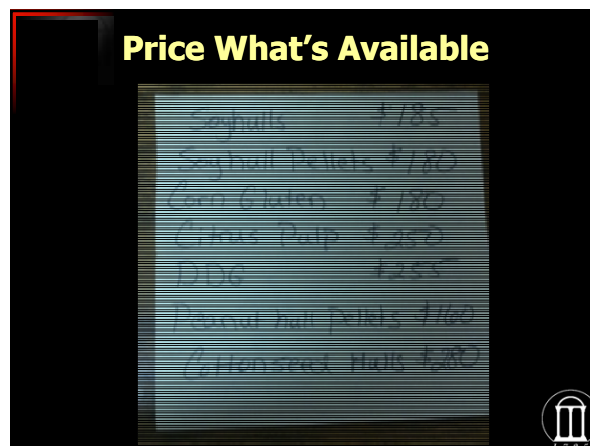 Price What's Available
Soyhulls $185
Soyhull Pellets $180
Corn Gluten $180
Citrus Pulp $250
DDG $255
Peanut hull Pellets $160
Cottonseed Hulls $280